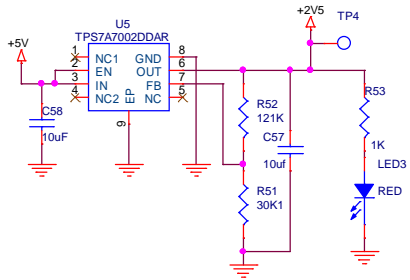 +2V5
TP4
U5
TPS7A7002DDAR
+5V
1 NC1 GND 8
2 EN OUT 6
3 IN FB 7
4 NC2 NC 5
EP
9
C58
10uF
R52
121K
C57
10uf
R53
1K
LED3
RED
R51
30K1